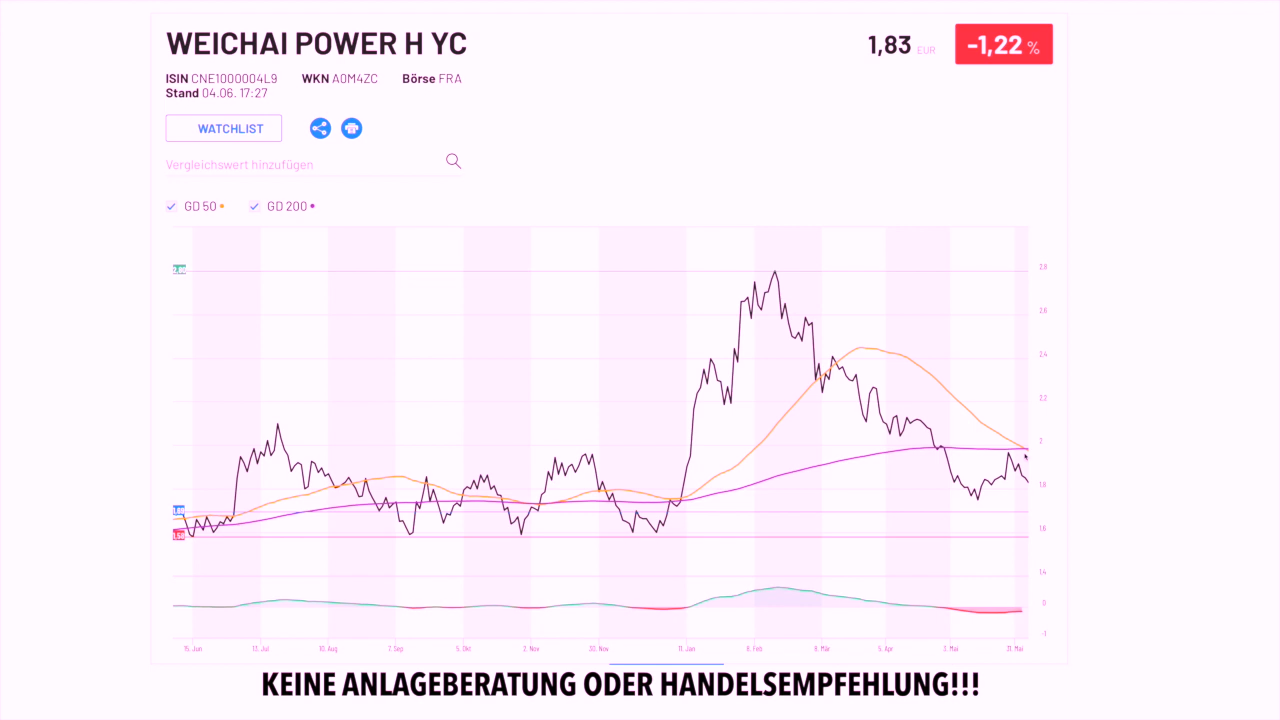 WEICHAI POWER H YC
1,83 EUR
-1,22 %
ISIN CNE1000004L9 WKN A0M4ZC Börse FRA
Stand 04.06. 17:27
WATCHLIST
Vergleichswert hinzufügen
GD 50 GD 200
2,8
2,6
2,4
2,2
2
1,8
1,6
1,4
0
-1
15. Jun 13. Jul 10. Aug 7. Sep 5. Okt 2. Nov 30. Nov 11. Jan 8. Feb 8. Mär 5. Apr 3. Mai 31. Mai
KEINE ANLAGEBERATUNG ODER HANDELSEMPFEHLUNG!!!